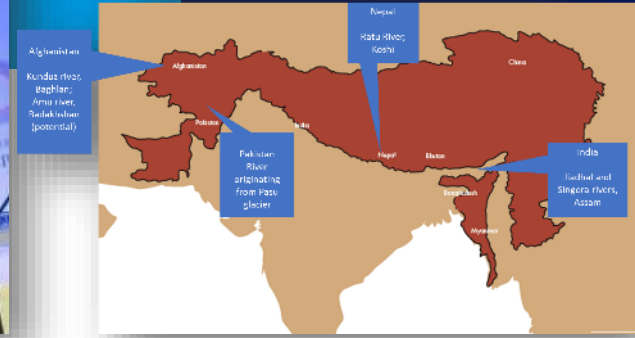 Afghanistan
Kunduz river,
Baghlan;
Amu river,
Badakhshan
(potential)
Nepal
Ratu River,
Koshi
Afghanistan
China
Pakistan
India
Nepal
Bhutan
Pakistan
River
originating
from Pasu
glacier
India
Jiadhal and
Singora rivers,
Assam
Bangladesh
Myanmar